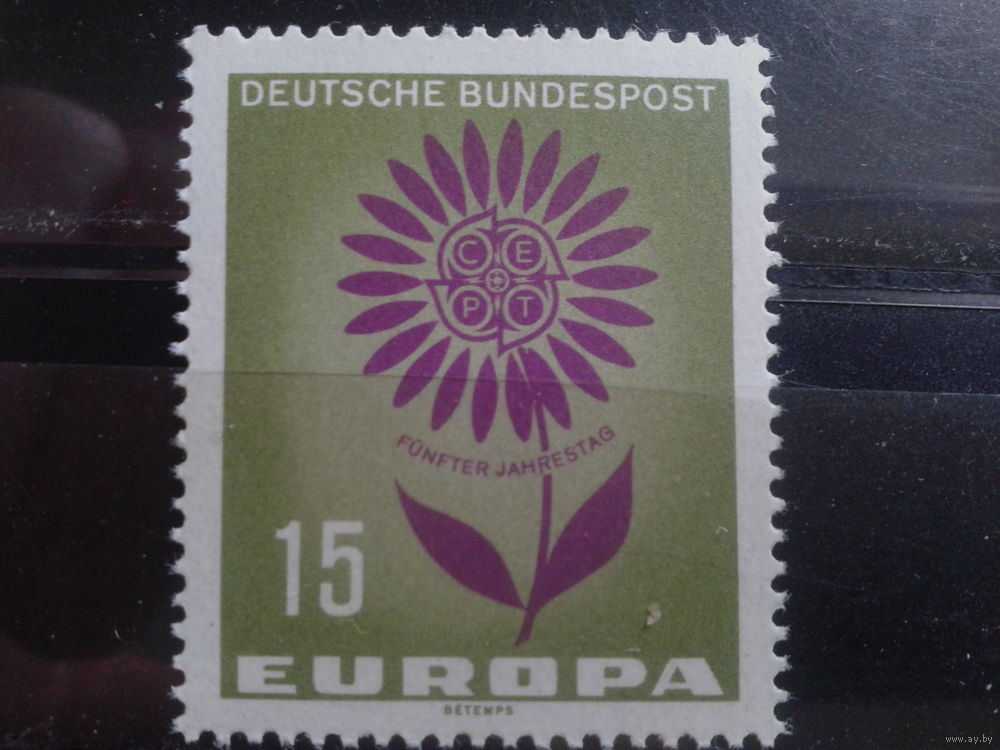 DEUTSCHE BUNDESPOST
C E
P T
FÜNFTER JAHRESTAG
15
EUROPA
BÉTEMPS
www.ay.by